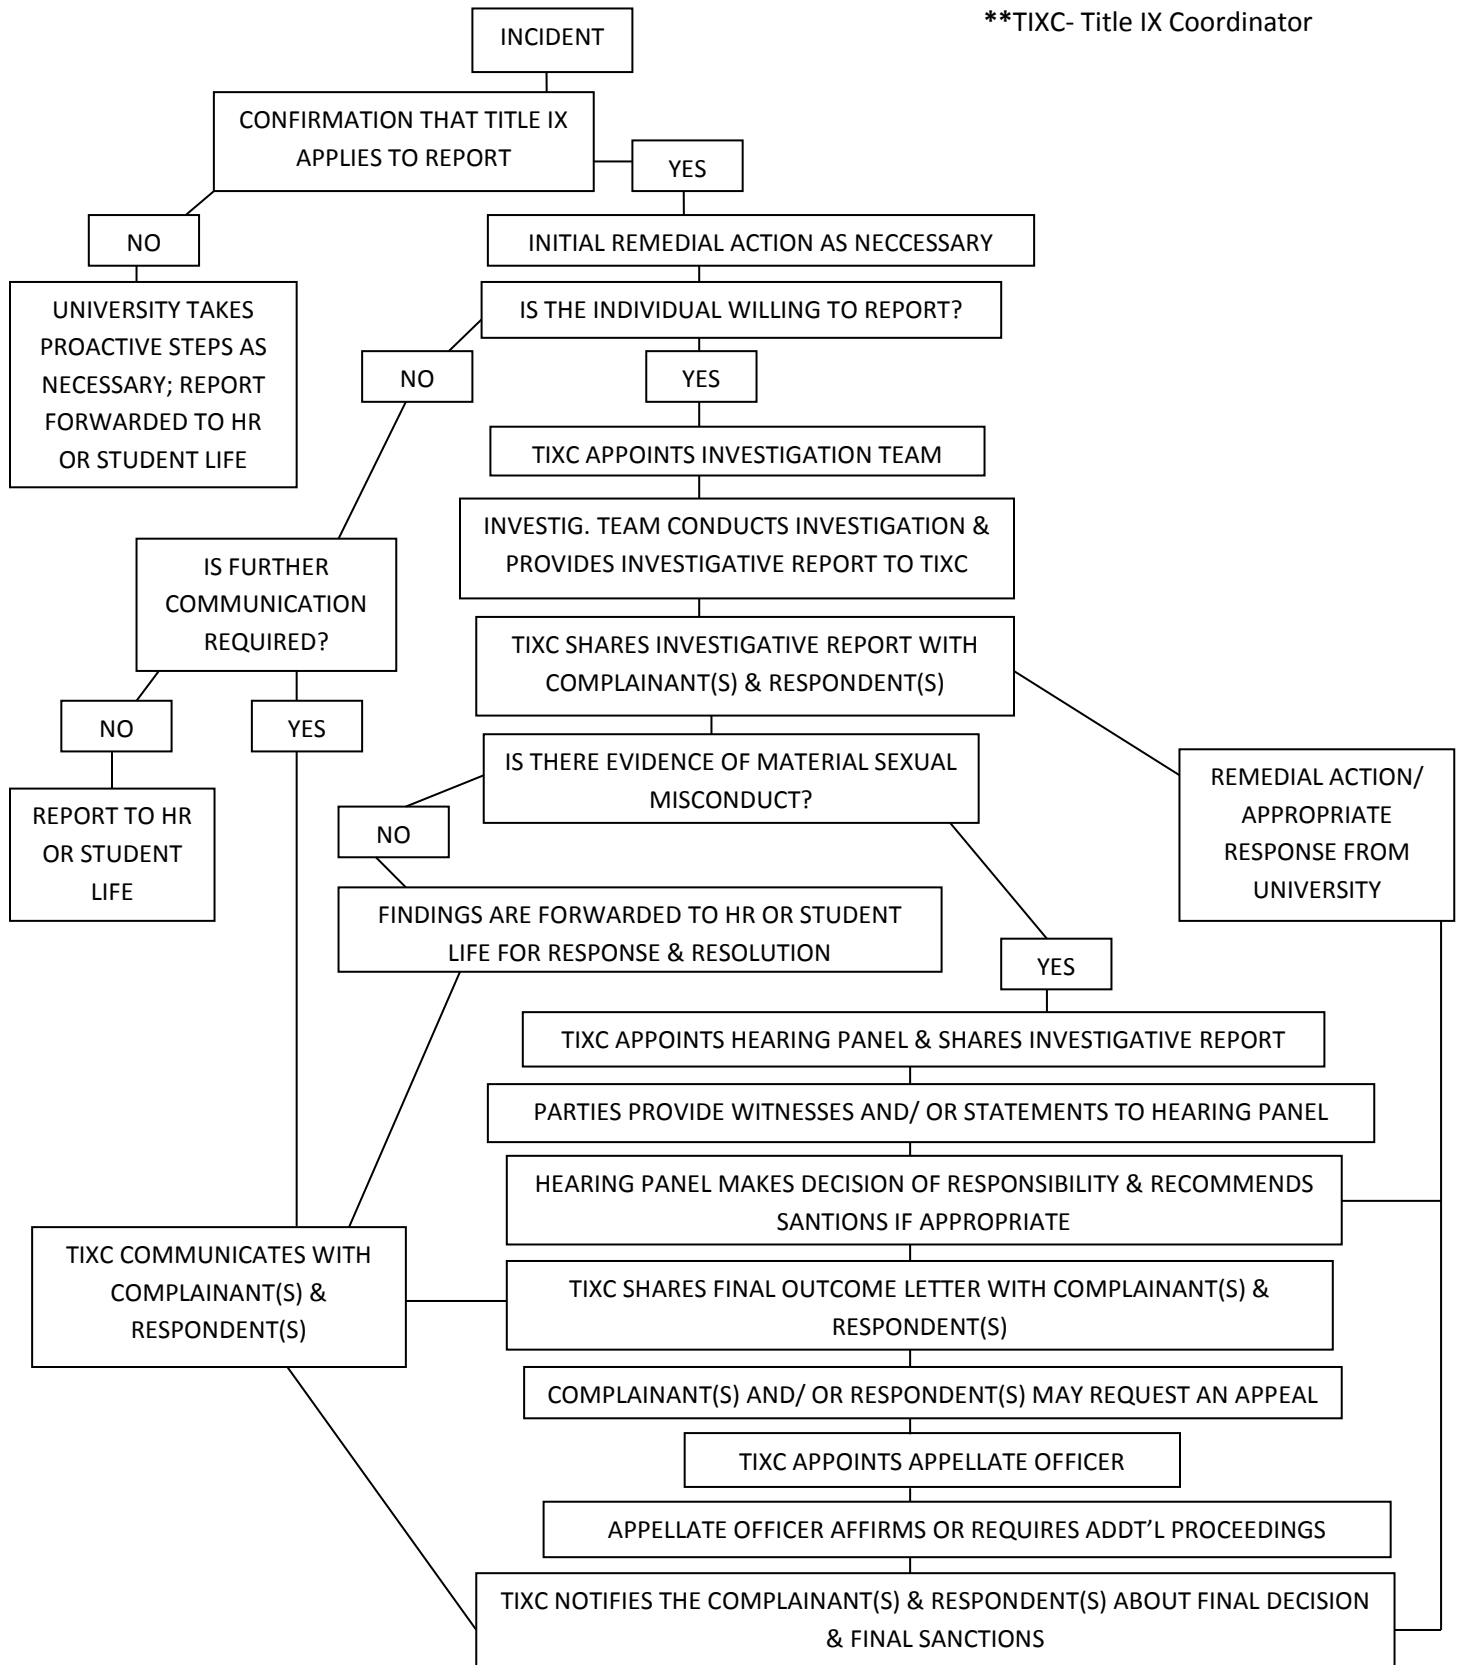 **TIXC- Title IX Coordinator
INCIDENT
CONFIRMATION THAT TITLE IX
APPLIES TO REPORT
YES
NO
INITIAL REMEDIAL ACTION AS NECCESSARY
UNIVERSITY TAKES
PROACTIVE STEPS AS
NECESSARY; REPORT
FORWARDED TO HR
OR STUDENT LIFE
IS THE INDIVIDUAL WILLING TO REPORT?
NO
YES
TIXC APPOINTS INVESTIGATION TEAM
INVESTIG. TEAM CONDUCTS INVESTIGATION &
PROVIDES INVESTIGATIVE REPORT TO TIXC
IS FURTHER
COMMUNICATION
REQUIRED?
TIXC SHARES INVESTIGATIVE REPORT WITH
COMPLAINANT(S) & RESPONDENT(S)
NO
YES
IS THERE EVIDENCE OF MATERIAL SEXUAL
MISCONDUCT?
REMEDIAL ACTION/
APPROPRIATE
RESPONSE FROM
UNIVERSITY
REPORT TO HR
OR STUDENT
LIFE
NO
FINDINGS ARE FORWARDED TO HR OR STUDENT
LIFE FOR RESPONSE & RESOLUTION
YES
TIXC APPOINTS HEARING PANEL & SHARES INVESTIGATIVE REPORT
PARTIES PROVIDE WITNESSES AND/ OR STATEMENTS TO HEARING PANEL
HEARING PANEL MAKES DECISION OF RESPONSIBILITY & RECOMMENDS
SANTIONS IF APPROPRIATE
TIXC COMMUNICATES WITH
COMPLAINANT(S) &
RESPONDENT(S)
TIXC SHARES FINAL OUTCOME LETTER WITH COMPLAINANT(S) &
RESPONDENT(S)
COMPLAINANT(S) AND/ OR RESPONDENT(S) MAY REQUEST AN APPEAL
TIXC APPOINTS APPELLATE OFFICER
APPELLATE OFFICER AFFIRMS OR REQUIRES ADDT’L PROCEEDINGS
TIXC NOTIFIES THE COMPLAINANT(S) & RESPONDENT(S) ABOUT FINAL DECISION
& FINAL SANCTIONS